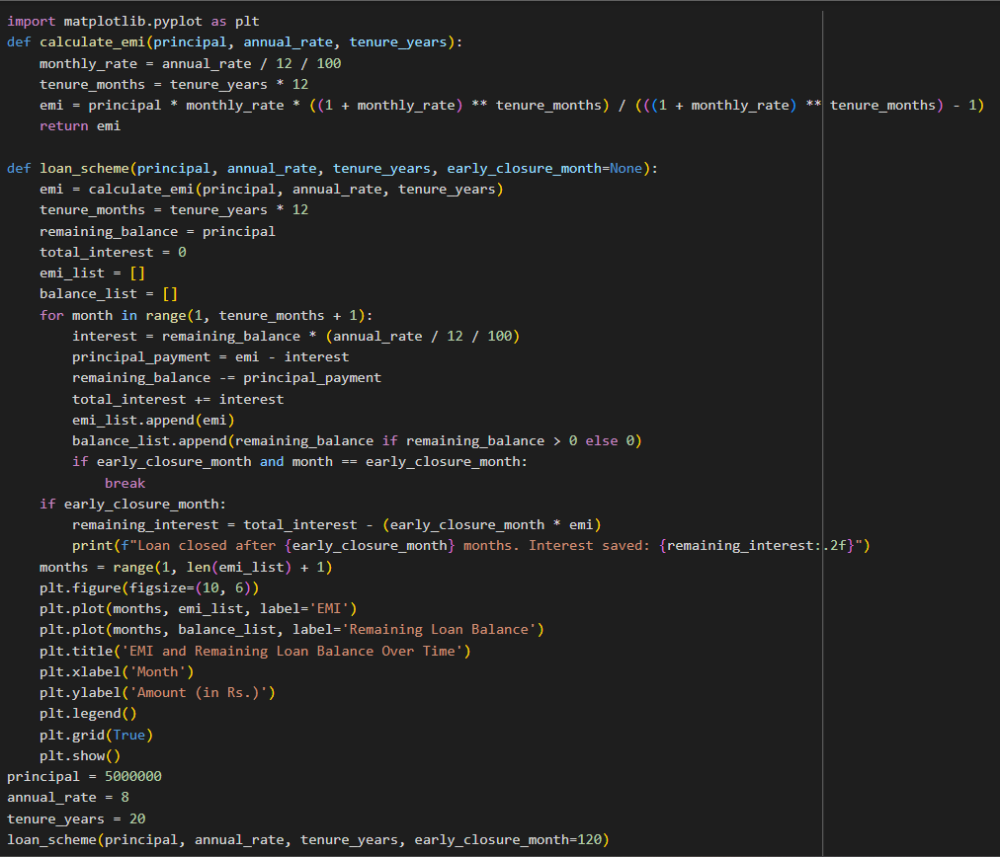 import matplotlib.pyplot as plt
def calculate_emi(principal, annual_rate, tenure_years):
    monthly_rate = annual_rate / 12 / 100
    tenure_months = tenure_years * 12
    emi = principal * monthly_rate * ((1 + monthly_rate) ** tenure_months) / (((1 + monthly_rate) ** tenure_months) - 1)
    return emi

def loan_scheme(principal, annual_rate, tenure_years, early_closure_month=None):
    emi = calculate_emi(principal, annual_rate, tenure_years)
    tenure_months = tenure_years * 12
    remaining_balance = principal
    total_interest = 0
    emi_list = []
    balance_list = []
    for month in range(1, tenure_months + 1):
        interest = remaining_balance * (annual_rate / 12 / 100)
        principal_payment = emi - interest
        remaining_balance -= principal_payment
        total_interest += interest
        emi_list.append(emi)
        balance_list.append(remaining_balance if remaining_balance > 0 else 0)
        if early_closure_month and month == early_closure_month:
            break
    if early_closure_month:
        remaining_interest = total_interest - (early_closure_month * emi)
        print(f"Loan closed after {early_closure_month} months. Interest saved: {remaining_interest:.2f}")
    months = range(1, len(emi_list) + 1)
    plt.figure(figsize=(10, 6))
    plt.plot(months, emi_list, label='EMI')
    plt.plot(months, balance_list, label='Remaining Loan Balance')
    plt.title('EMI and Remaining Loan Balance Over Time')
    plt.xlabel('Month')
    plt.ylabel('Amount (in Rs.)')
    plt.legend()
    plt.grid(True)
    plt.show()
principal = 5000000
annual_rate = 8
tenure_years = 20
loan_scheme(principal, annual_rate, tenure_years, early_closure_month=120)